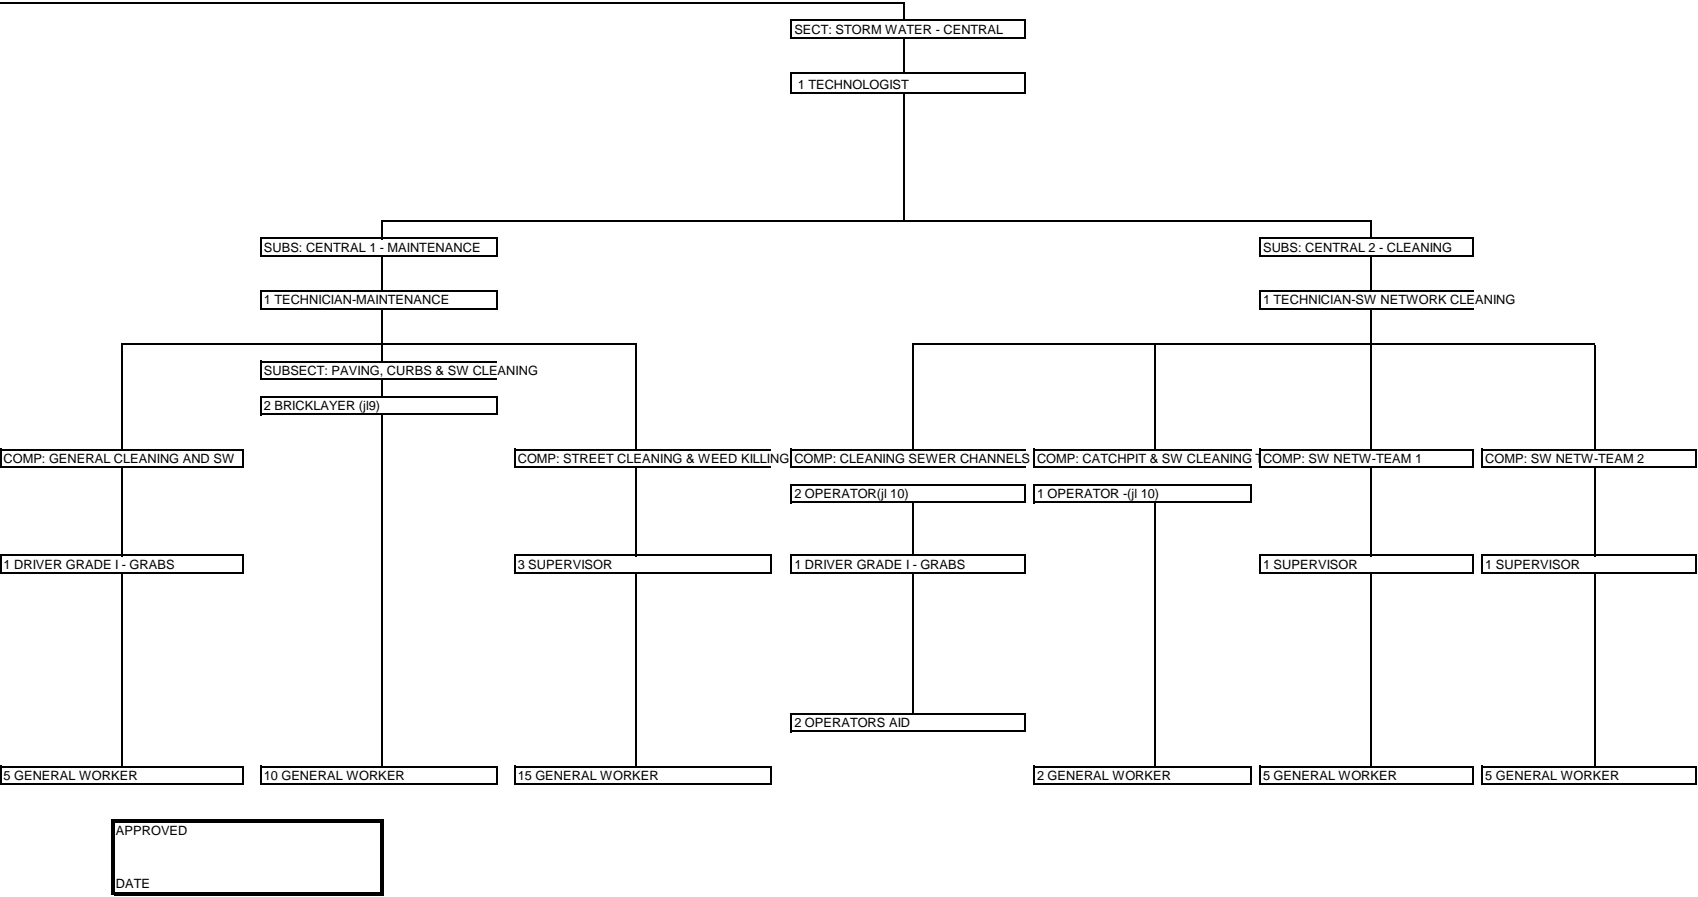 SECT: STORM WATER - CENTRAL
1 TECHNOLOGIST
SUBS: CENTRAL 1 - MAINTENANCE
SUBS: CENTRAL 2 - CLEANING
1 TECHNICIAN-MAINTENANCE
1 TECHNICIAN-SW NETWORK CLEANING
SUBSECT: PAVING, CURBS & SW CLEANING
2 BRICKLAYER (jl9)
COMP: GENERAL CLEANING AND SW
COMP: STREET CLEANING & WEED KILLING
COMP: CLEANING SEWER CHANNELS
COMP: CATCHPIT & SW CLEANING
COMP: SW NETW-TEAM 1
COMP: SW NETW-TEAM 2
2 OPERATOR(jl 10)
1 OPERATOR -(jl 10)
1 DRIVER GRADE I - GRABS
3 SUPERVISOR
1 DRIVER GRADE I - GRABS
1 SUPERVISOR
1 SUPERVISOR
2 OPERATORS AID
5 GENERAL WORKER
10 GENERAL WORKER
15 GENERAL WORKER
2 GENERAL WORKER
5 GENERAL WORKER
5 GENERAL WORKER
APPROVED
DATE